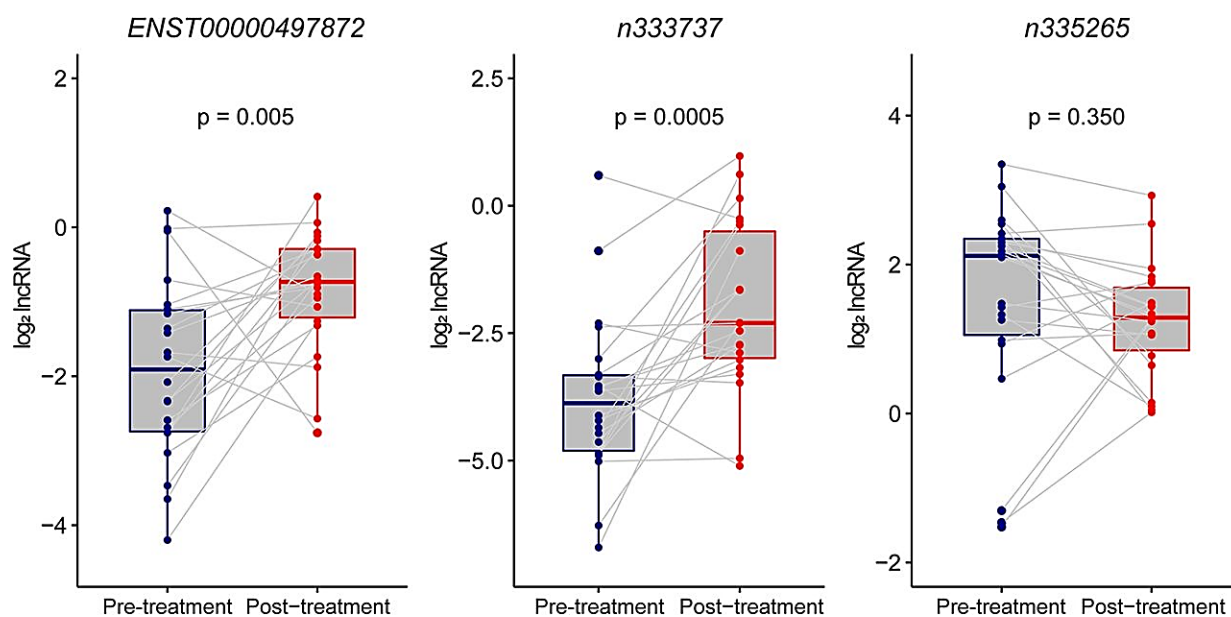 ENST00000497872
2
p = 0.005
0
log₂ lncRNA
−2
−4
Pre-treatment Post−treatment
n333737
2.5
p = 0.0005
0.0
log₂ lncRNA
−2.5
−5.0
Pre-treatment Post−treatment
n335265
4
p = 0.350
2
log₂ lncRNA
0
−2
Pre-treatment Post−treatment